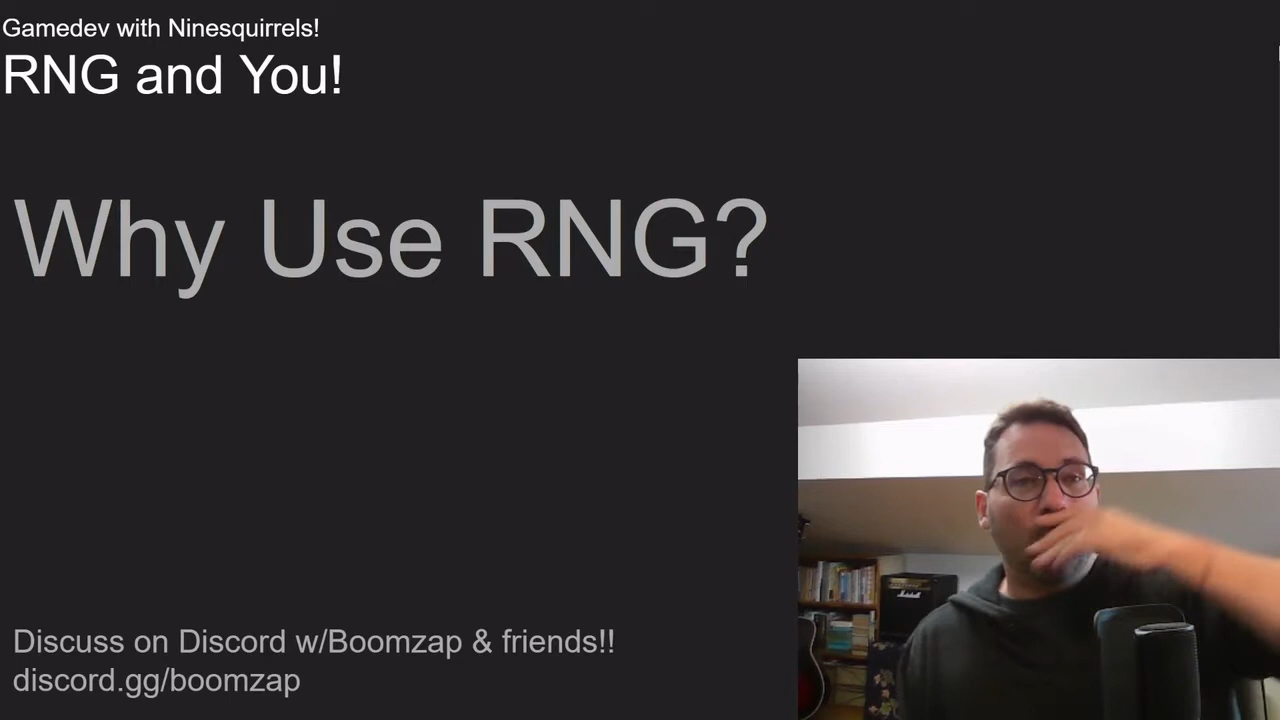 Gamedev with Ninesquirrels!
RNG and You!
Why Use RNG?
Discuss on Discord w/Boomzap & friends!!
discord.gg/boomzap